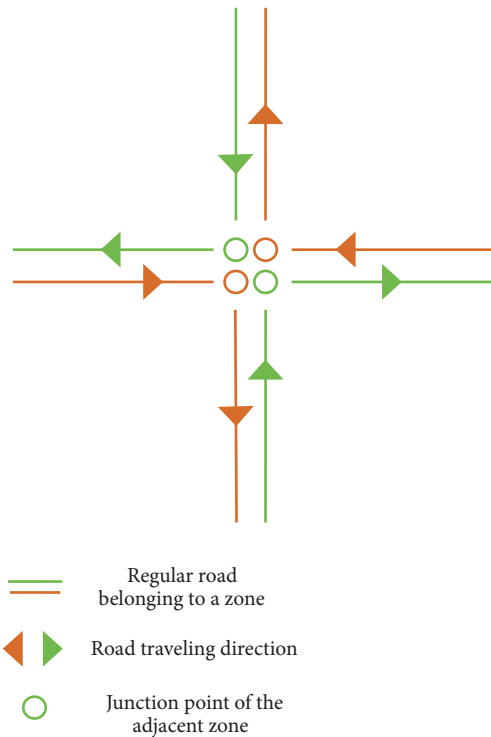 Regular road
belonging to a zone
Road traveling direction
Junction point of the
adjacent zone